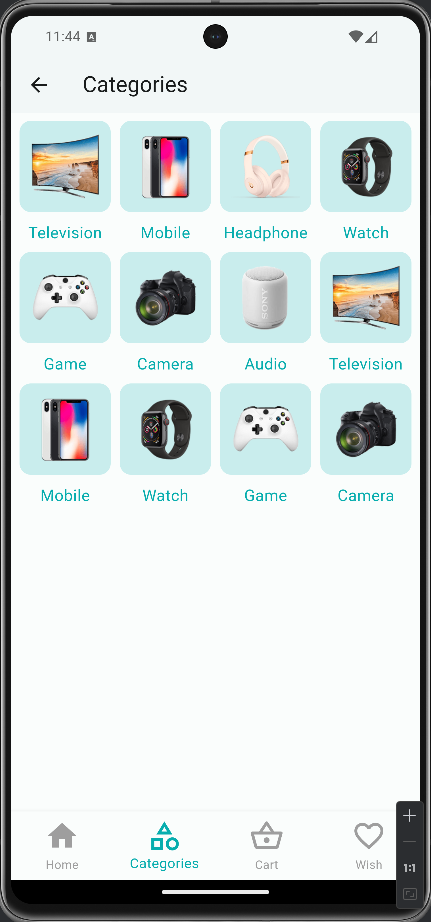 11:44 A
Categories
Television Mobile Headphone Watch
SONY
Game Camera Audio Television
Mobile Watch Game Camera
Home Categories Cart Wish
1:1